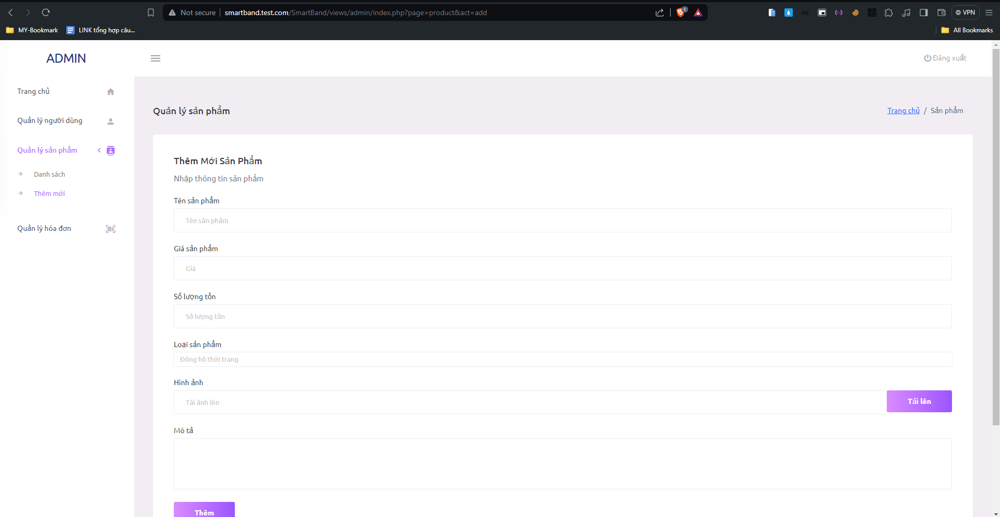 Not secure
smartband.test.com/SmartBand/views/admin/index.php?page=product&act=add
1
VPN
MY-Bookmark
LINK tổng hợp câu...
All Bookmarks
ADMIN
Đăng xuất
Trang chủ
Quản lý người dùng
Quản lý sản phẩm
Danh sách
Thêm mới
Quản lý hóa đơn
Quản lý sản phẩm
Trang chủ / Sản phẩm
Thêm Mới Sản Phẩm
Nhập thông tin sản phẩm
Tên sản phẩm
Tên sản phẩm
Giá sản phẩm
Giá
Số lượng tồn
Số lượng tồn
Loại sản phẩm
Đồng hồ thời trang
Hình ảnh
Tải ảnh lên
Tải lên
Mô tả
Thêm